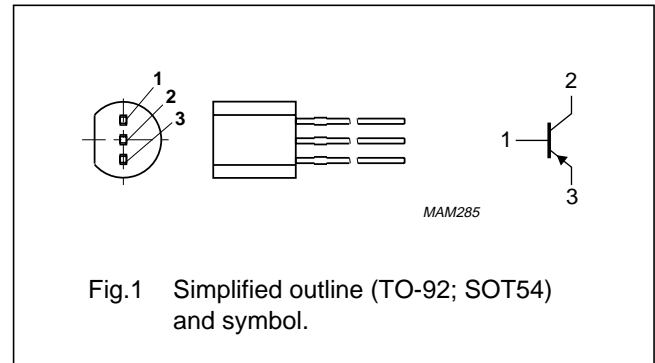 1
2
3
2
1
3
MAM285
Fig.1 Simplified outline (TO-92; SOT54)
and symbol.